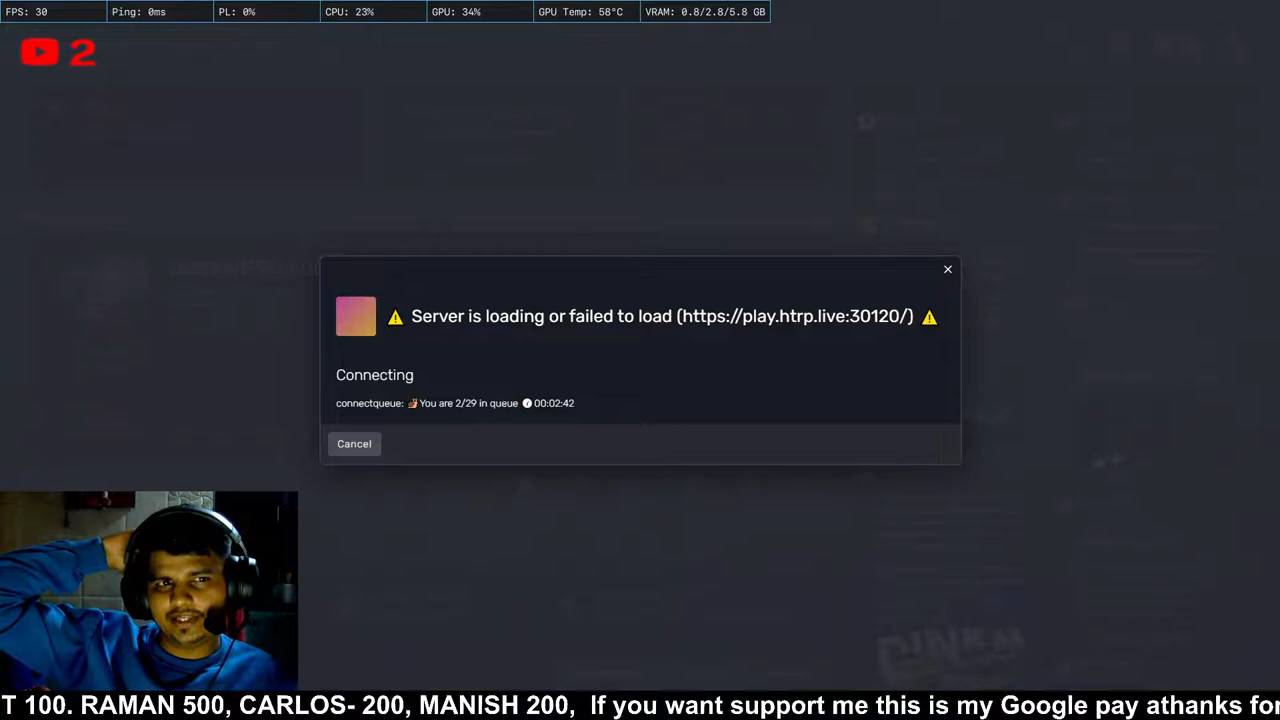 FPS: 30 Ping: 0ms PL: 0% CPU: 23% GPU: 34% GPU Temp: 58°C VRAM: 0.8/2.8/5.8 GB
2
⚠ Server is loading or failed to load (https://play.htrp.live:30120/) ⚠
Connecting
connectqueue: 🐌You are 2/29 in queue 🕜00:02:42
Cancel
T 100. RAMAN 500, CARLOS- 200, MANISH 200, If you want support me this is my Google pay athanks for